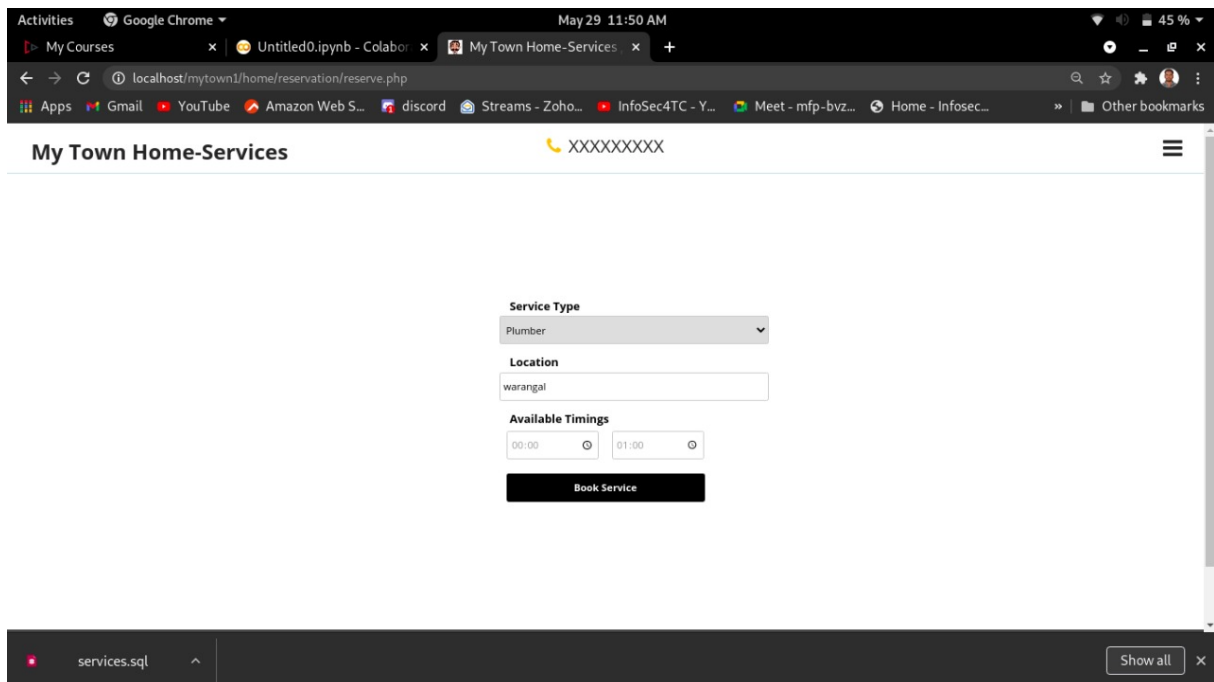 Activities Google Chrome May 29 11:50 AM 45 %
My Courses Untitled0.ipynb - Colabor My Town Home-Services
localhost/mytown1/home/reservation/reserve.php
Apps Gmail YouTube Amazon Web S... discord Streams - Zoho... InfoSec4TC - Y... Meet - mfp-bvz... Home - Infosec... » Other bookmarks
My Town Home-Services XXXXXXXXX
Service Type
Plumber
Location
warangal
Available Timings
00:00 01:00
Book Service
services.sql Show all